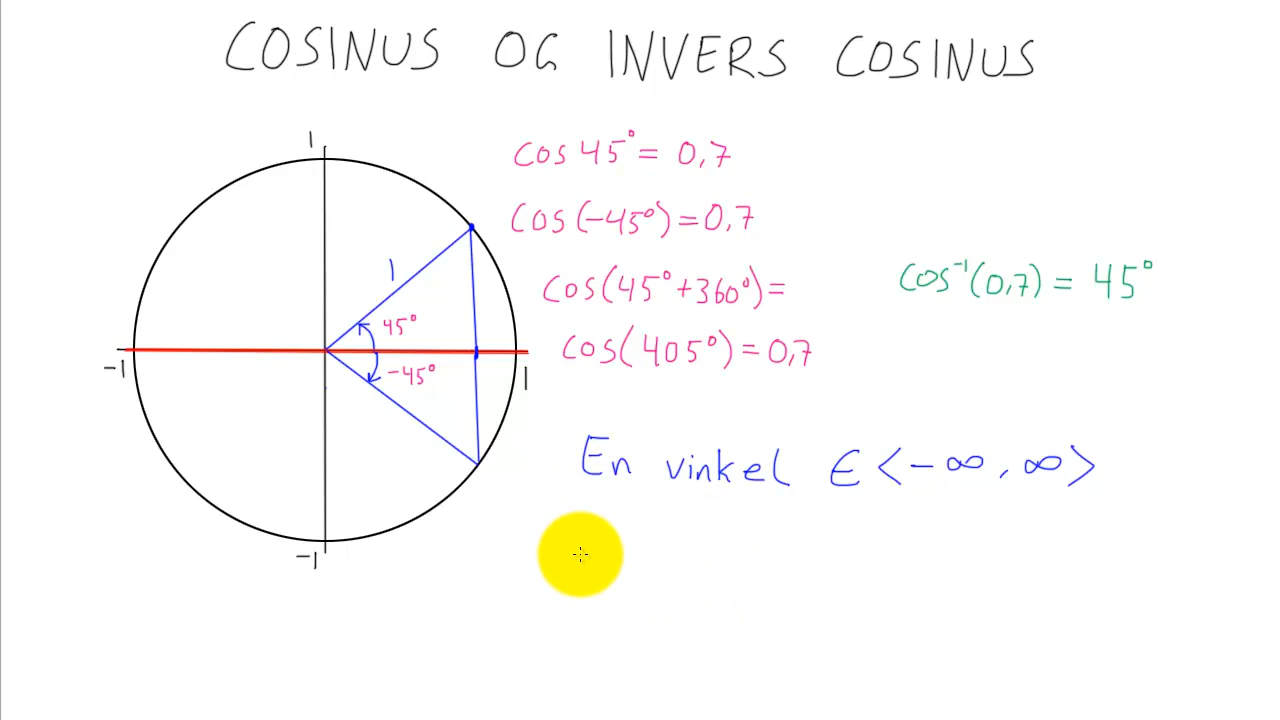 COSINUS OG INVERS COSINUS
1
cos 45° = 0,7
cos(-45°) = 0,7
1
cos(45° + 360°) =
cos⁻¹(0,7) = 45°
45°
cos(405°) = 0,7
-1
-45°
1
En vinkel ∈ <-∞, ∞>
-1